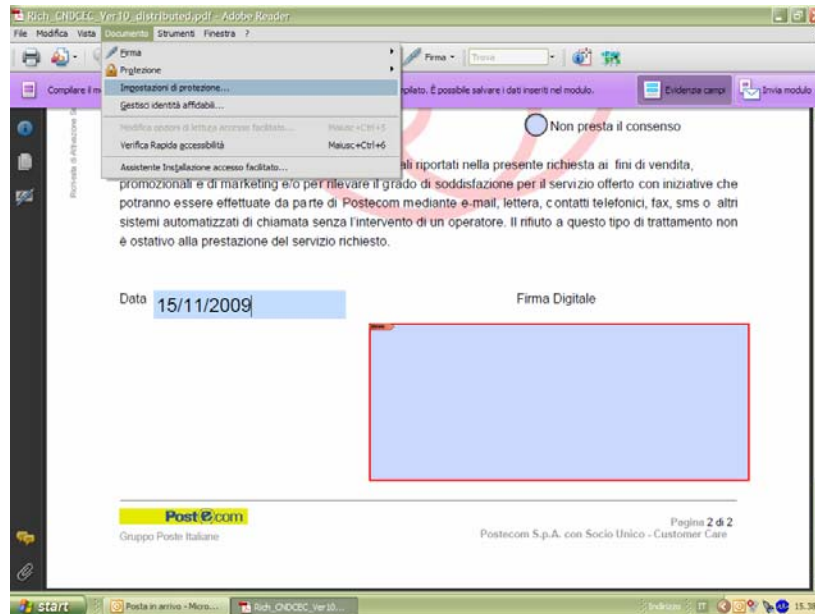 Rich_CNDCEC_Ver10_distributed.pdf - Adobe Reader
File Modifica Vista Documento Strumenti Finestra ?
Firma
Protezione
Impostazioni di protezione...
Gestisci identità affidabili...
Modifica opzioni di lettura accesso facilitato... Maiusc+Ctrl+5
Verifica Rapida accessibilità Maiusc+Ctrl+6
Assistente Installazione accesso facilitato...
Firma
Trova
Compilare il
È possibile salvare i dati inseriti nel modulo.
Evidenzia campi
Invia modulo
Non presta il consenso
riportati nella presente richiesta ai fini di vendita,
promozionali e di marketing e/o per rilevare il grado di soddisfazione per il servizio offerto con iniziative che
potranno essere effettuate da parte di Postecom mediante e-mail, lettera, contatti telefonici, fax, sms o altri
sistemi automatizzati di chiamata senza l'intervento di un operatore. Il rifiuto a questo tipo di trattamento non
è ostativo alla prestazione del servizio richiesto.
Data 15/11/2009
Firma Digitale
Postecom
Gruppo Poste Italiane
Pagina 2 di 2
Postecom S.p.A. con Socio Unico - Customer Care
start
Posta in arrivo - Micro...
Rich_CNDCEC_Ver10...
Indirizzo
IT
15.38